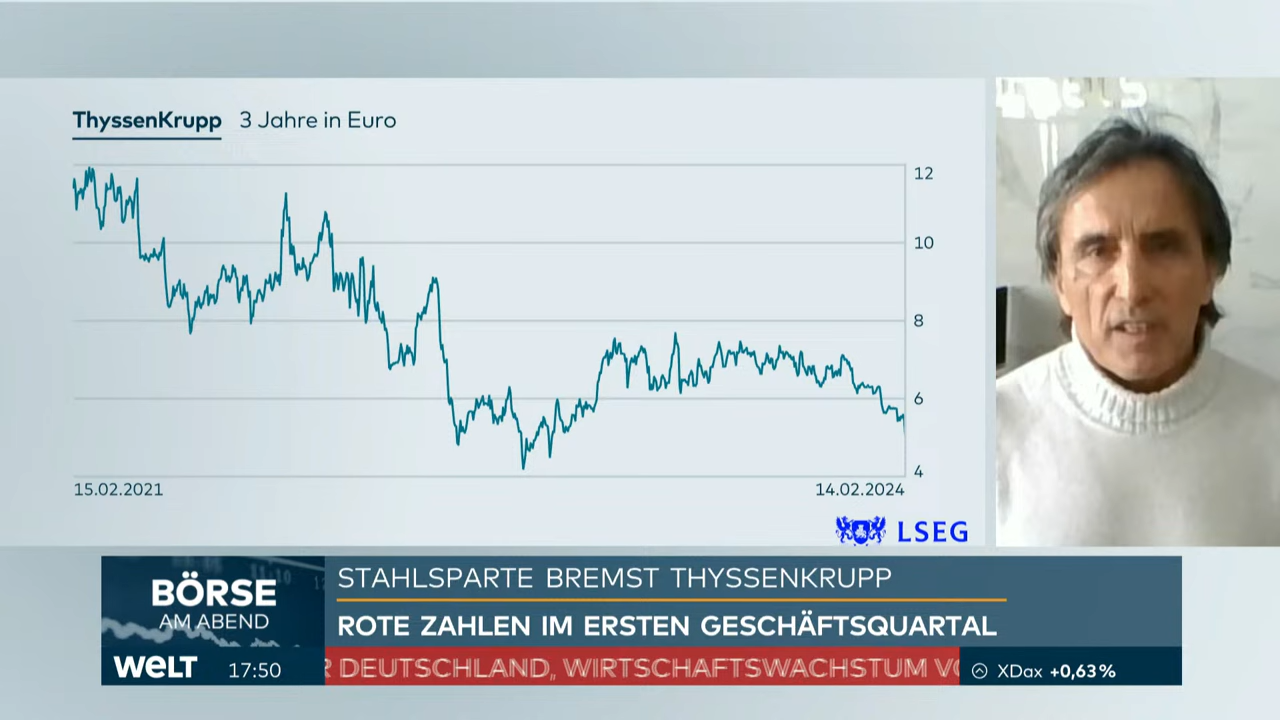 ThyssenKrupp 3 Jahre in Euro
12
10
8
6
4
15.02.2021 14.02.2024
LSEG
BÖRSE
AM ABEND
STAHLSPARTE BREMST THYSSENKRUPP
ROTE ZAHLEN IM ERSTEN GESCHÄFTSQUARTAL
welt 17:50
DEUTSCHLAND, WIRTSCHAFTSWACHSTUM
XDax +0,63%